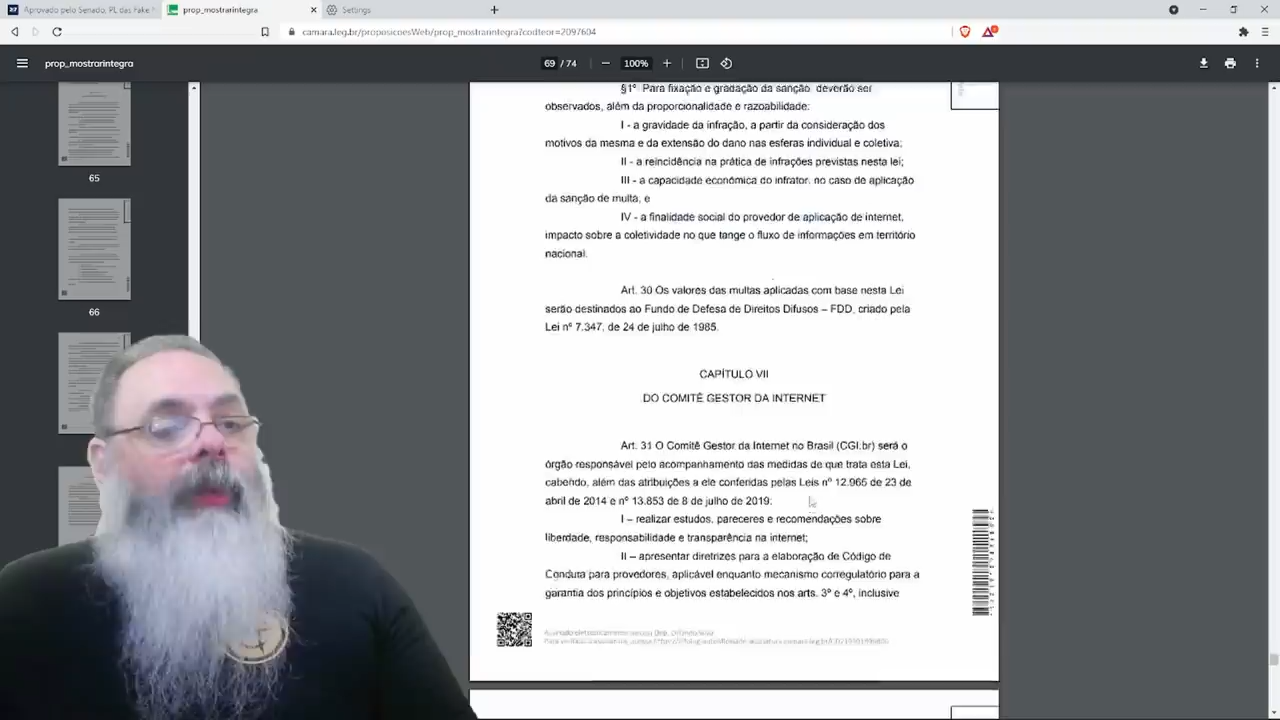 Aprovado pelo Senado, PL das Fake
prop_mostrarintegra
Settings
camara.leg.br/proposicoesWeb/prop_mostrarintegra?codteor=2097604
prop_mostrarintegra
69 / 74
100%
65
66
§1º Para fixação e gradação da sanção, deverão ser
observados, além da proporcionalidade e razoabilidade:
I - a gravidade da infração, a partir da consideração dos
motivos da mesma e da extensão do dano nas esferas individual e coletiva;
II - a reincidência na prática de infrações previstas nesta lei;
III - a capacidade econômica do infrator, no caso de aplicação
da sanção de multa, e
IV - a finalidade social do provedor de aplicação de internet,
impacto sobre a coletividade no que tange o fluxo de informações em território
nacional.
Art. 30 Os valores das multas aplicadas com base nesta Lei
serão destinados ao Fundo de Defesa de Direitos Difusos – FDD, criado pela
Lei nº 7.347, de 24 de julho de 1985.
CAPÍTULO VII
DO COMITÊ GESTOR DA INTERNET
Art. 31 O Comitê Gestor da Internet no Brasil (CGI.br) será o
órgão responsável pelo acompanhamento das medidas de que trata esta Lei,
cabendo, além das atribuições a ele conferidas pelas Leis nº 12.965 de 23 de
abril de 2014 e nº 13.853 de 8 de julho de 2019:
I – realizar estudos, pareceres e recomendações sobre
liberdade, responsabilidade e transparência na internet;
II – apresentar diretrizes para a elaboração de Código de
Conduta para provedores, aplicável enquanto mecanismo corregulatório para a
garantia dos princípios e objetivos estabelecidos nos arts. 3º e 4º, inclusive